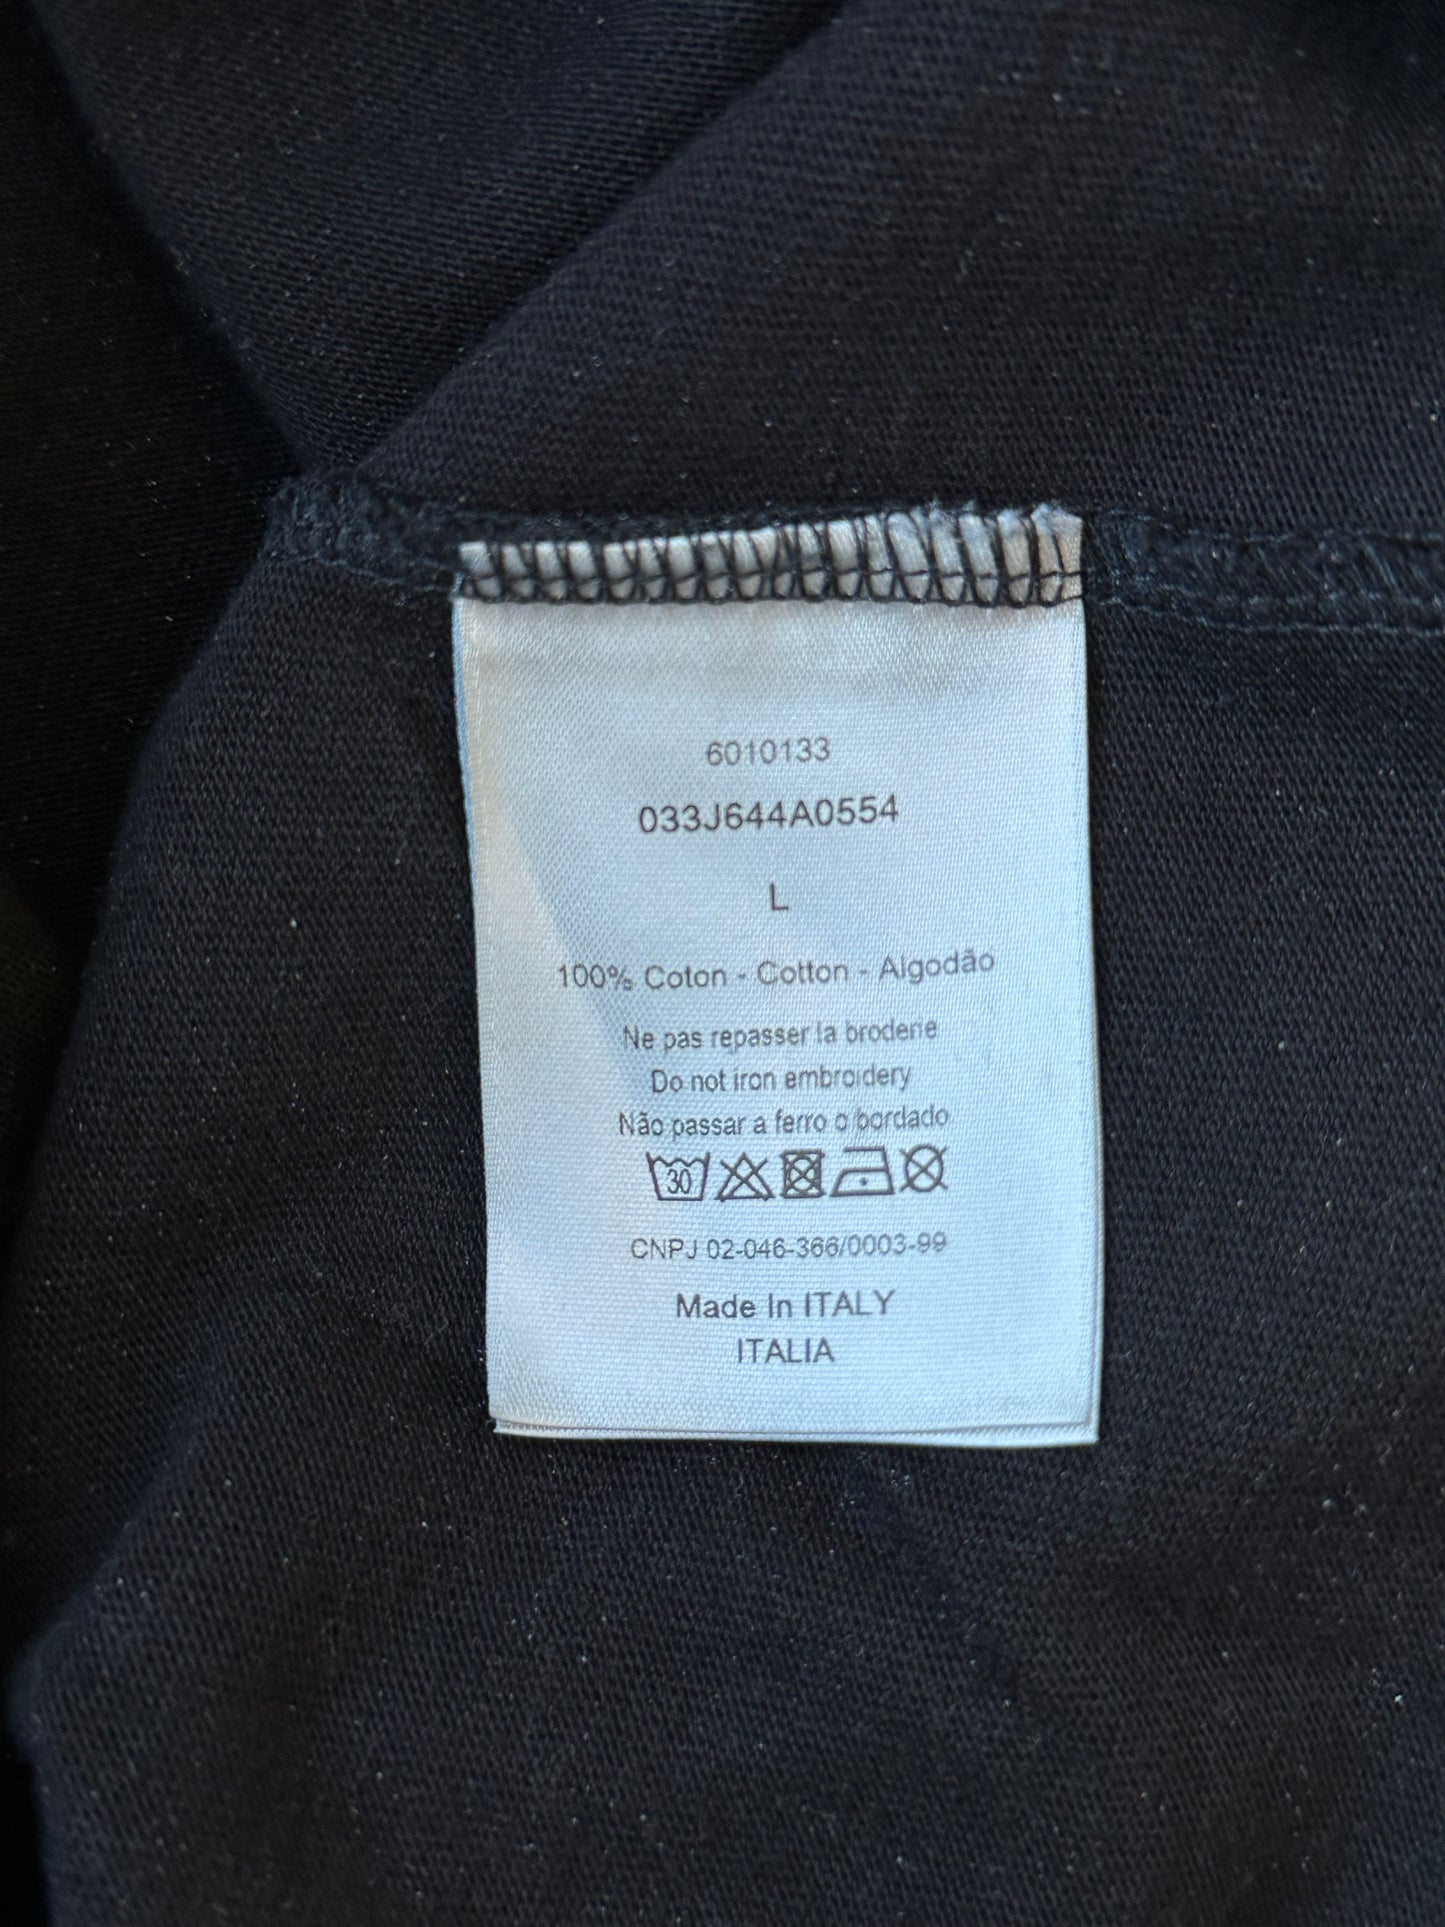 6010133
033J644A0554
L
100% Coton - Cotton - Algodão
Ne pas repasser la broderie
Do not iron embroidery
Não passar a ferro o bordado
30
CNPJ 02-046-366/0003-99
Made In ITALY
ITALIA